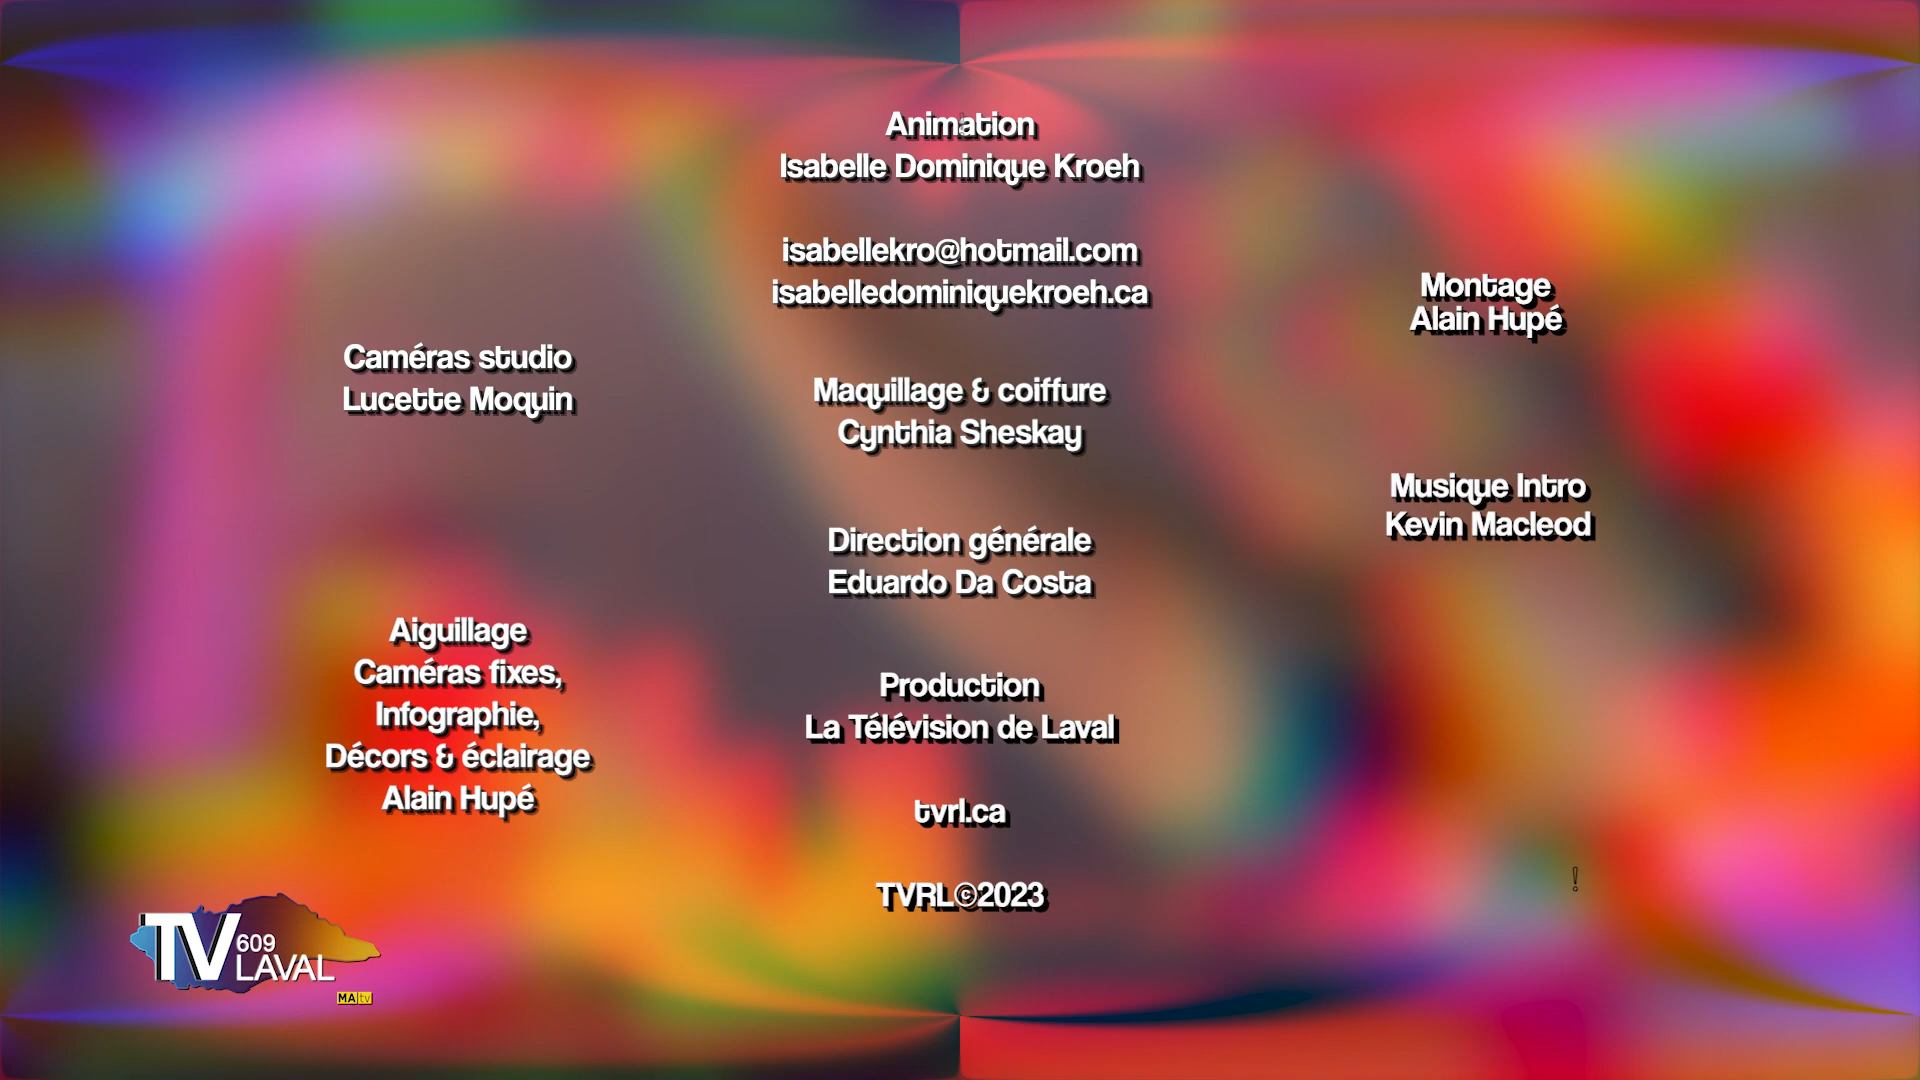 Animation
Isabelle Dominique Kroeh
isabellekro@hotmail.com
isabelledominiquekroeh.ca
Caméras studio
Lucette Moquin
Aiguillage
Caméras fixes,
Infographie,
Décors & éclairage
Alain Hupé
Maquillage & coiffure
Cynthia Sheskay
Direction générale
Eduardo Da Costa
Production
La Télévision de Laval
tvrl.ca
TVRL©2023
Montage
Alain Hupé
Musique Intro
Kevin Macleod
!
TV 609
LAVAL
MAtv